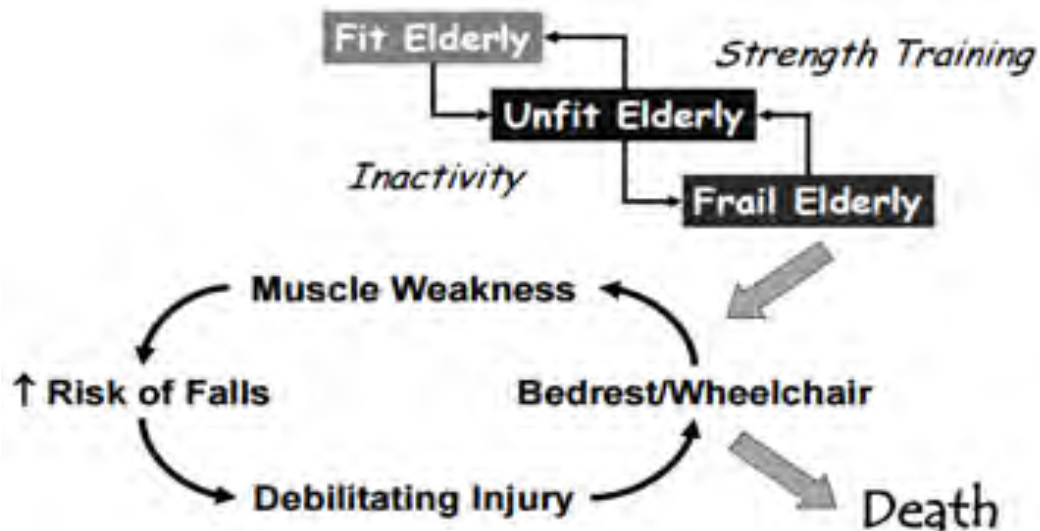 Fit Elderly
Strength Training
Unfit Elderly
Inactivity
Frail Elderly
Muscle Weakness
↑ Risk of Falls
Bedrest/Wheelchair
Debilitating Injury
Death